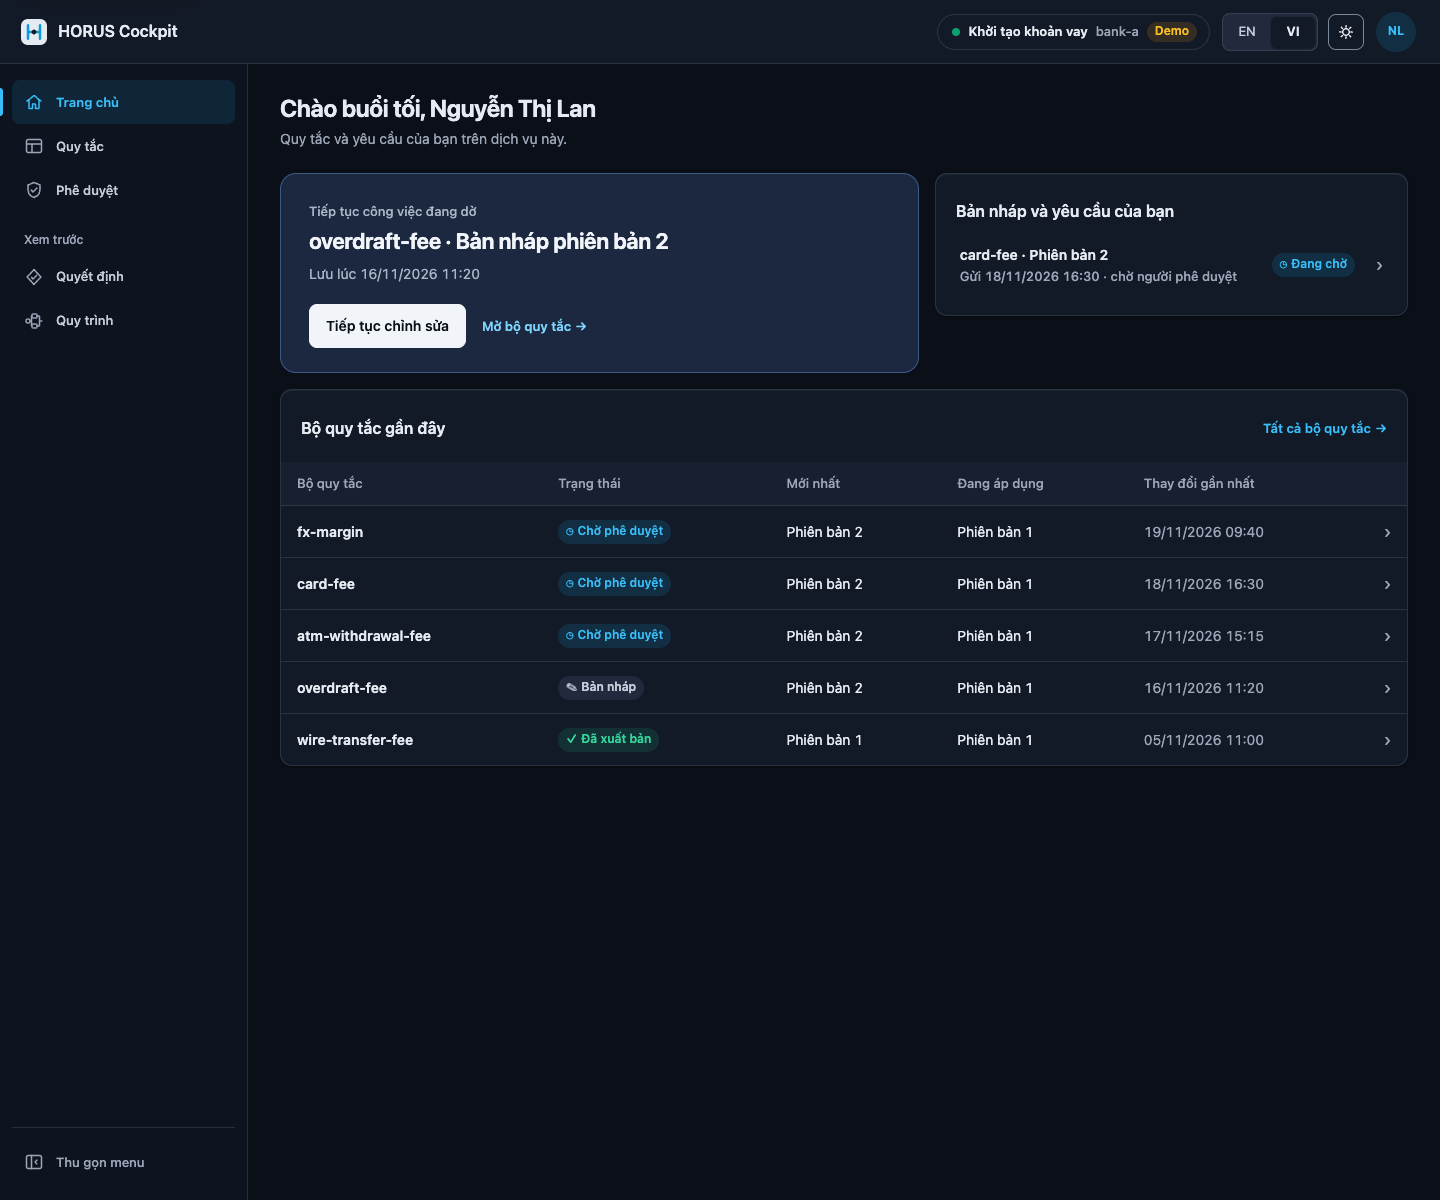 HORUS Cockpit
Khởi tạo khoản vay bank-a Demo
EN VI
NL
Trang chủ
Quy tắc
Phê duyệt
Xem trước
Quyết định
Quy trình
Thu gọn menu
Chào buổi tối, Nguyễn Thị Lan
Quy tắc và yêu cầu của bạn trên dịch vụ này.
Tiếp tục công việc đang dở
overdraft-fee · Bản nháp phiên bản 2
Lưu lúc 16/11/2026 11:20
Tiếp tục chỉnh sửa
Mở bộ quy tắc →
Bản nháp và yêu cầu của bạn
card-fee · Phiên bản 2
Gửi 18/11/2026 16:30 · chờ người phê duyệt
Đang chờ
Bộ quy tắc gần đây
Tất cả bộ quy tắc →
Bộ quy tắc Trạng thái Mới nhất Đang áp dụng Thay đổi gần nhất
fx-margin Chờ phê duyệt Phiên bản 2 Phiên bản 1 19/11/2026 09:40
card-fee Chờ phê duyệt Phiên bản 2 Phiên bản 1 18/11/2026 16:30
atm-withdrawal-fee Chờ phê duyệt Phiên bản 2 Phiên bản 1 17/11/2026 15:15
overdraft-fee Bản nháp Phiên bản 2 Phiên bản 1 16/11/2026 11:20
wire-transfer-fee Đã xuất bản Phiên bản 1 Phiên bản 1 05/11/2026 11:00